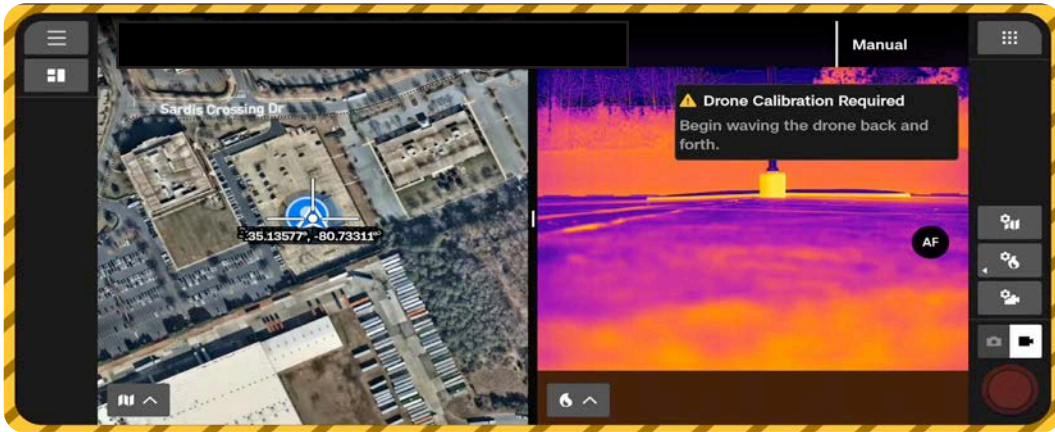 Manual
Sardis Crossing Dr
35.13577°, -80.73311°
Drone Calibration Required
Begin waving the drone back and
forth.
AF